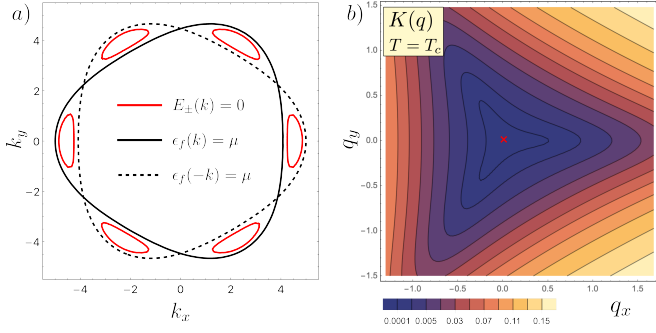 a)
k_y
4
2
0
−2
−4
−4
−2
0
2
4
k_x
E_±(k) = 0
ϵ_f(k) = μ
ϵ_f(−k) = μ
b)
K(q)
T = T_c
q_y
1.5
1.0
0.5
0.0
-0.5
-1.0
-1.5
-1.0
-0.5
0.0
0.5
1.0
1.5
q_x
0.0001 0.005 0.03 0.07 0.11 0.15